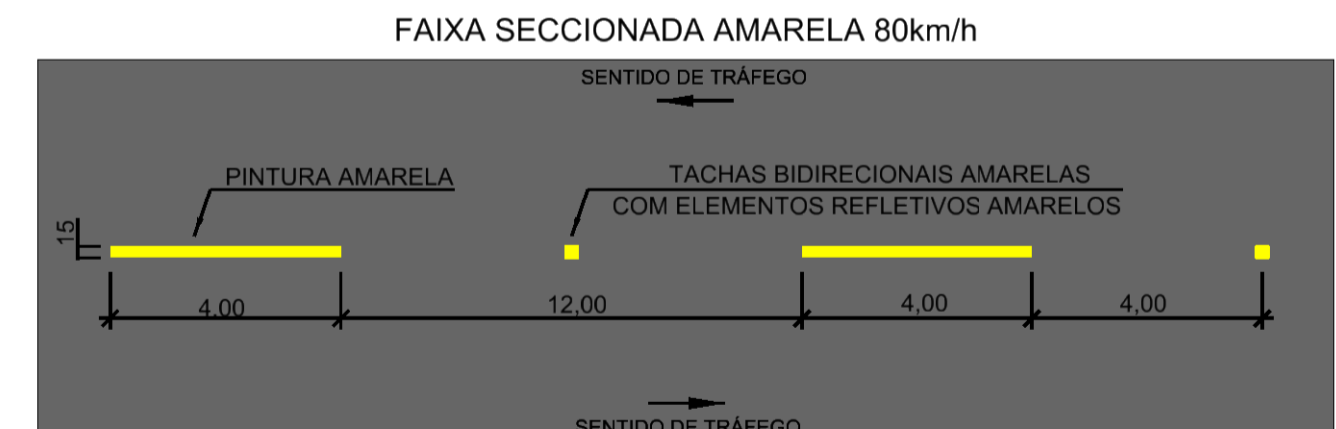 FAIXA SECCIONADA AMARELA 80km/h
SENTIDO DE TRÁFEGO
PINTURA AMARELA
TACHAS BIDIRECIONAIS AMARELAS
COM ELEMENTOS REFLETIVOS AMARELOS
15
4,00
12,00
4,00
4,00
SENTIDO DE TRÁFEGO